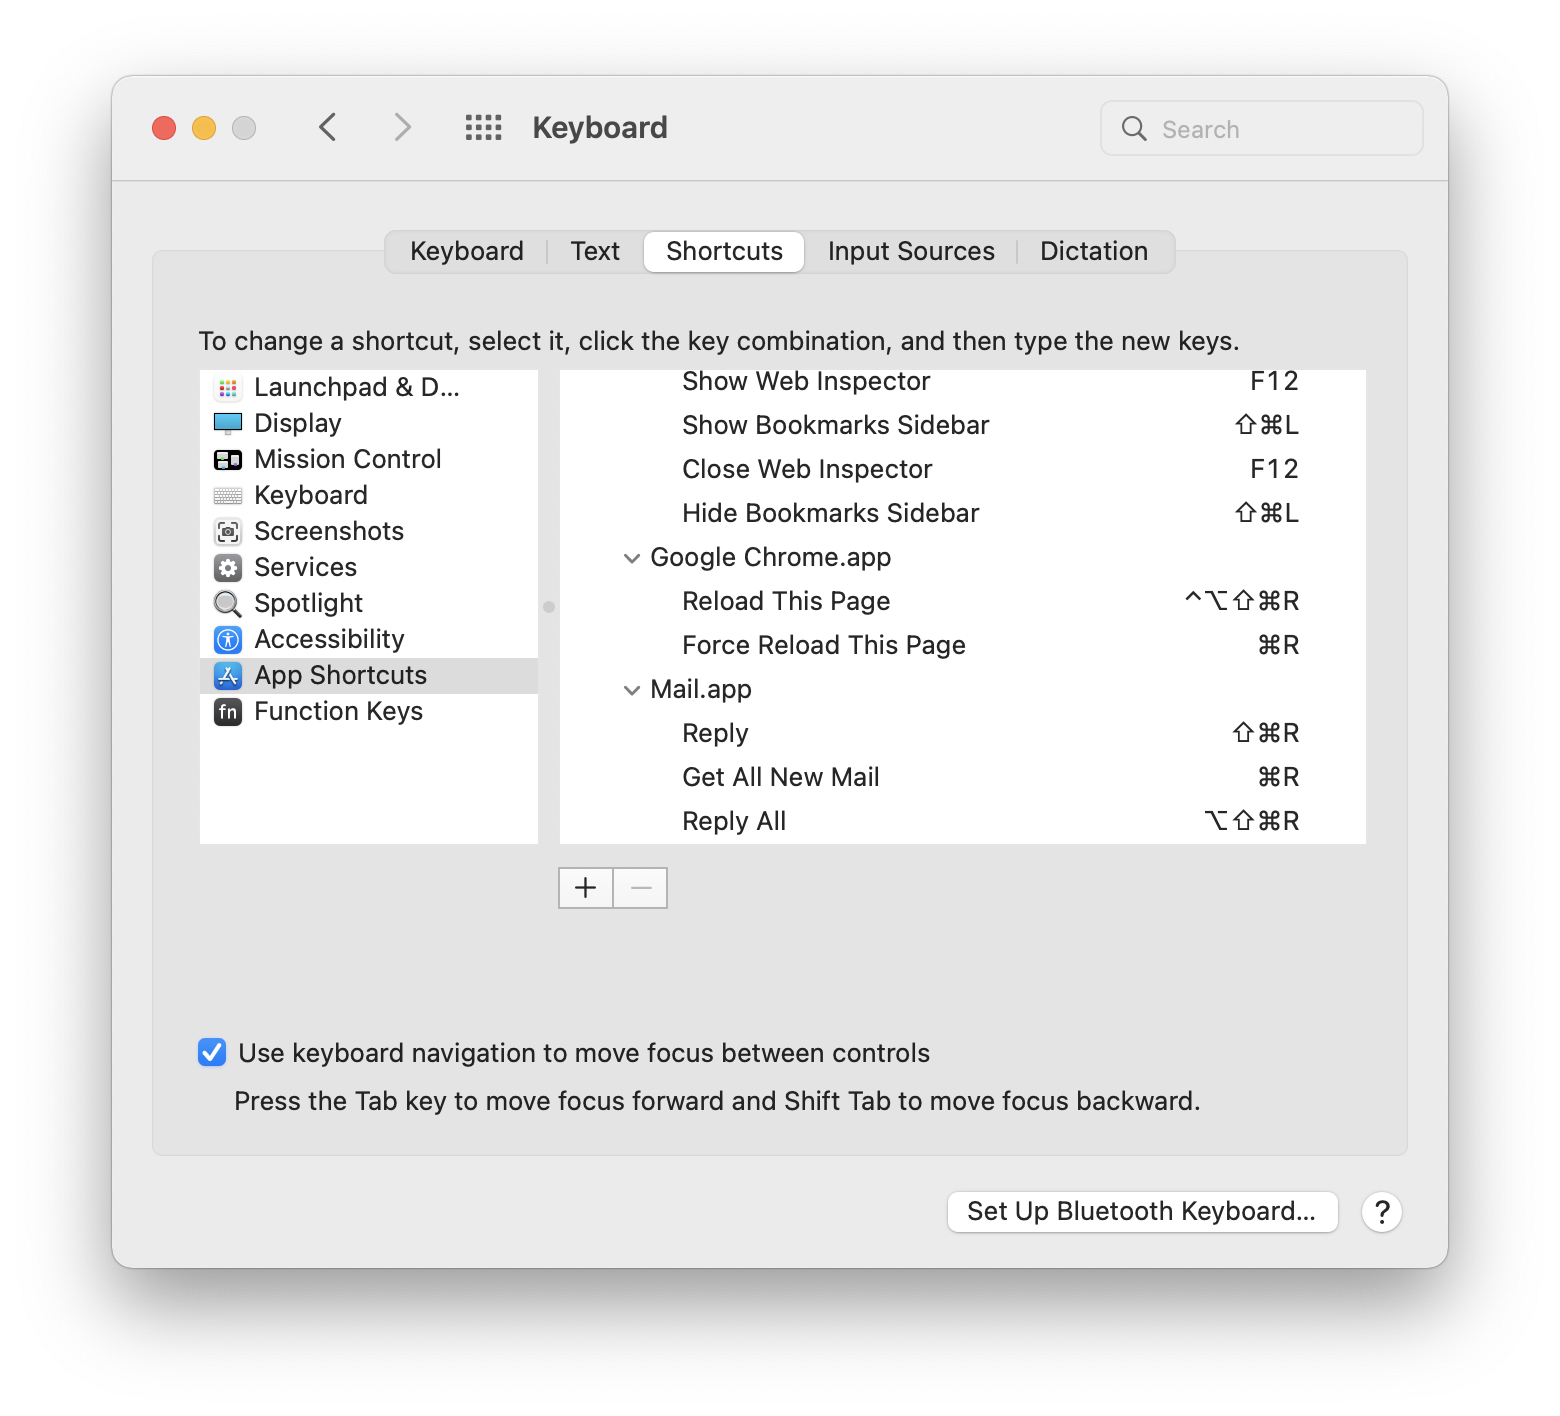 Keyboard
Search
Keyboard Text Shortcuts Input Sources Dictation
To change a shortcut, select it, click the key combination, and then type the new keys.
Launchpad & D...
Display
Mission Control
Keyboard
Screenshots
Services
Spotlight
Accessibility
App Shortcuts
fn Function Keys
Show Web Inspector F12
Show Bookmarks Sidebar ⇧⌘L
Close Web Inspector F12
Hide Bookmarks Sidebar ⇧⌘L
Google Chrome.app
Reload This Page ^⌥⇧⌘R
Force Reload This Page ⌘R
Mail.app
Reply ⇧⌘R
Get All New Mail ⌘R
Reply All ⌥⇧⌘R
+ −
Use keyboard navigation to move focus between controls
Press the Tab key to move focus forward and Shift Tab to move focus backward.
Set Up Bluetooth Keyboard... ?